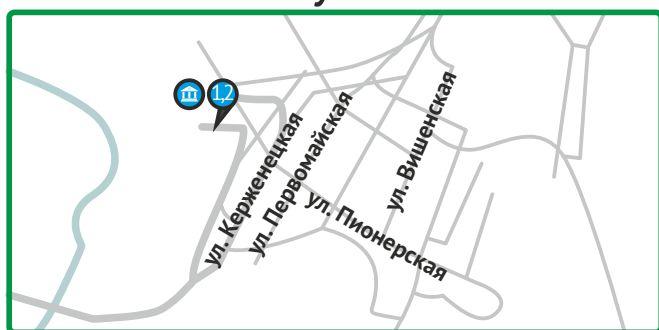 1,2
ул. Керженецкая
ул. Первомайская
ул. Вишенская
ул. Пионерская